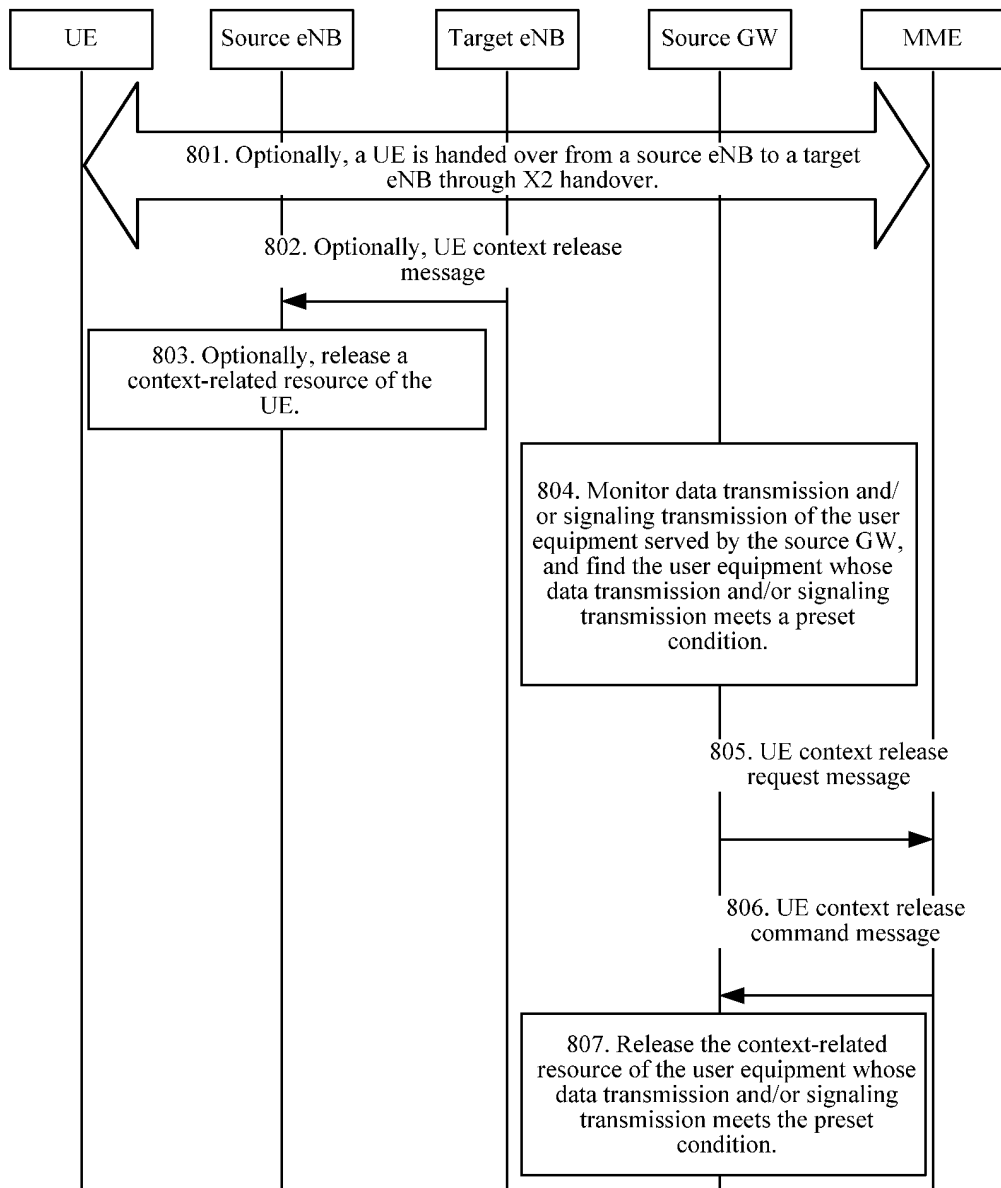 UE
Source eNB
Target eNB
Source GW
MME
801. Optionally, a UE is handed over from a source eNB to a target
eNB through X2 handover.
802. Optionally, UE context release
message
803. Optionally, release a
context-related resource of the
UE.
804. Monitor data transmission and/
or signaling transmission of the user
equipment served by the source GW,
and find the user equipment whose
data transmission and/or signaling
transmission meets a preset
condition.
805. UE context release
request message
806. UE context release
command message
807. Release the context-related
resource of the user equipment whose
data transmission and/or signaling
transmission meets the preset
condition.